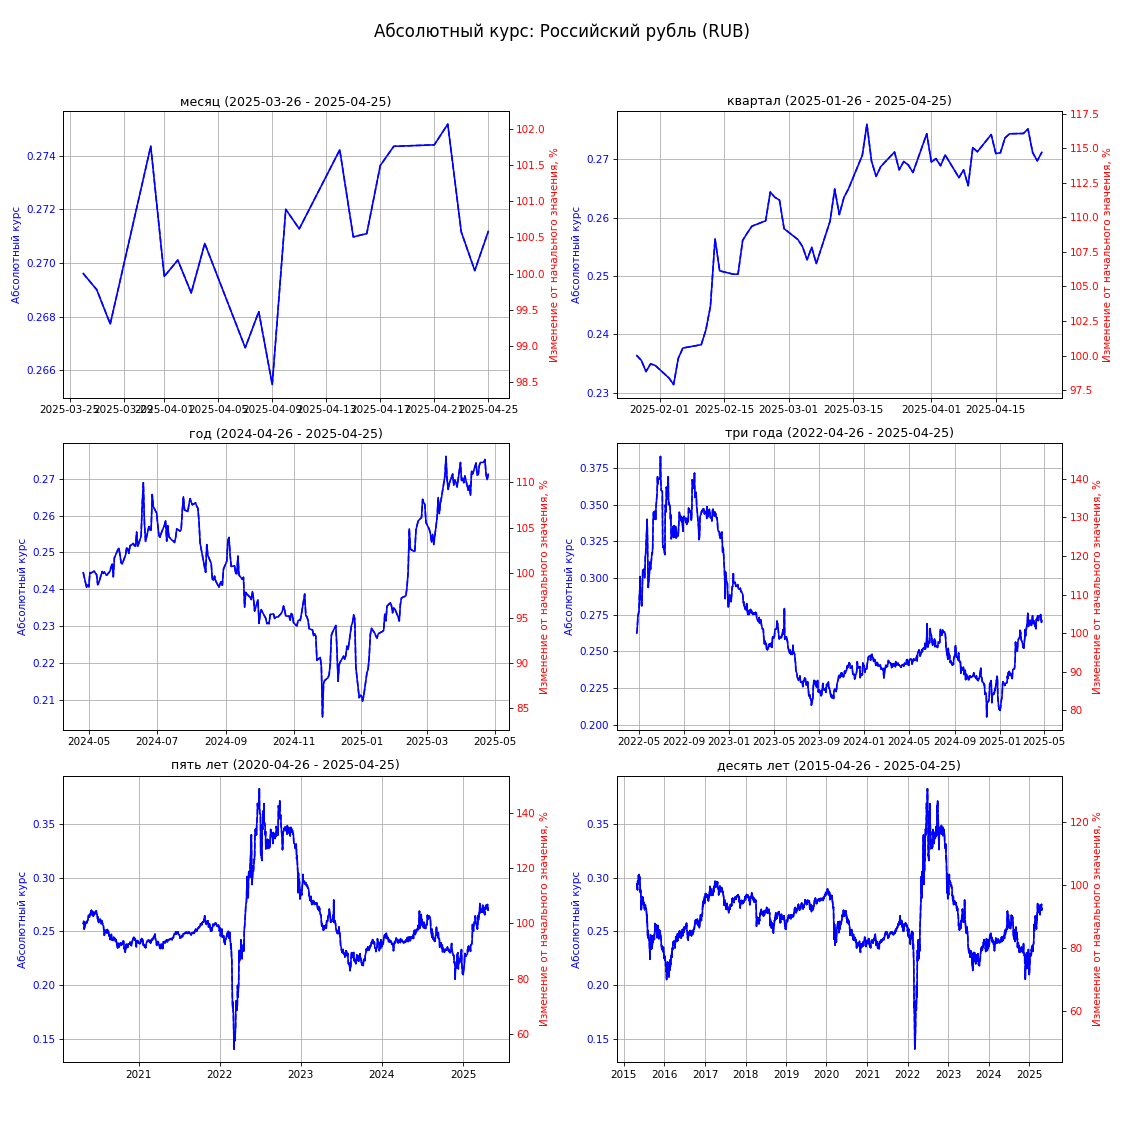 Абсолютный курс: Российский рубль (RUB)
месяц (2025-03-26 - 2025-04-25)
Абсолютный курс
0.274
0.272
0.270
0.268
0.266
102.0
101.5
101.0
100.5
100.0
99.5
99.0
98.5
Изменение от начального значения, %
2025-03-25 2025-03-29 2025-04-01 2025-04-05 2025-04-09 2025-04-13 2025-04-17 2025-04-21 2025-04-25
квартал (2025-01-26 - 2025-04-25)
Абсолютный курс
0.27
0.26
0.25
0.24
0.23
117.5
115.0
112.5
110.0
107.5
105.0
102.5
100.0
97.5
Изменение от начального значения, %
2025-02-01 2025-02-15 2025-03-01 2025-03-15 2025-04-01 2025-04-15
год (2024-04-26 - 2025-04-25)
Абсолютный курс
0.27
0.26
0.25
0.24
0.23
0.22
0.21
110
105
100
95
90
85
Изменение от начального значения, %
2024-05 2024-07 2024-09 2024-11 2025-01 2025-03 2025-05
три года (2022-04-26 - 2025-04-25)
Абсолютный курс
0.375
0.350
0.325
0.300
0.275
0.250
0.225
0.200
140
130
120
110
100
90
80
Изменение от начального значения, %
2022-05 2022-09 2023-01 2023-05 2023-09 2024-01 2024-05 2024-09 2025-01 2025-05
пять лет (2020-04-26 - 2025-04-25)
Абсолютный курс
0.35
0.30
0.25
0.20
0.15
140
120
100
80
60
Изменение от начального значения, %
2021 2022 2023 2024 2025
десять лет (2015-04-26 - 2025-04-25)
Абсолютный курс
0.35
0.30
0.25
0.20
0.15
120
100
80
60
Изменение от начального значения, %
2015 2016 2017 2018 2019 2020 2021 2022 2023 2024 2025